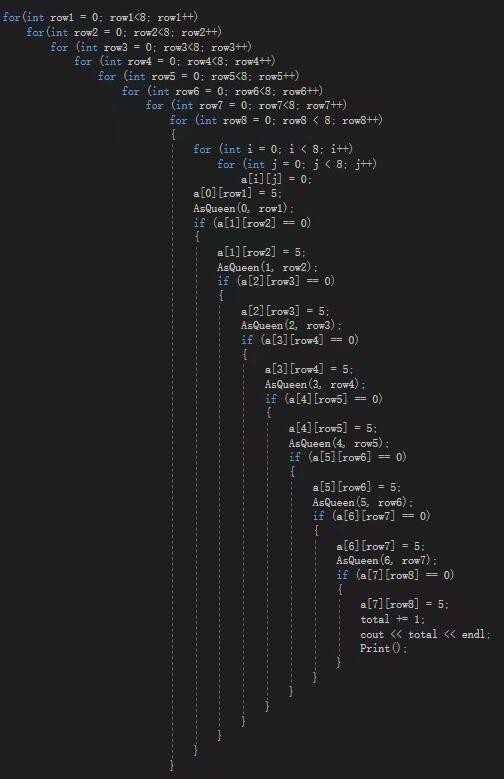 for(int row1 = 0; row1<8; row1++)
for(int row2 = 0; row2<8; row2++)
for (int row3 = 0; row3<8; row3++)
for (int row4 = 0; row4<8; row4++)
for (int row5 = 0; row5<8; row5++)
for (int row6 = 0; row6<8; row6++)
for (int row7 = 0; row7<8; row7++)
for (int row8 = 0; row8 < 8; row8++)
{
for (int i = 0; i < 8; i++)
for (int j = 0; j < 8; j++)
a[i][j] = 0;
a[0][row1] = 5;
AsQueen(0, row1);
if (a[1][row2] == 0)
{
a[1][row2] = 5;
AsQueen(1, row2);
if (a[2][row3] == 0)
{
a[2][row3] = 5;
AsQueen(2, row3);
if (a[3][row4] == 0)
{
a[3][row4] = 5;
AsQueen(3, row4);
if (a[4][row5] == 0)
{
a[4][row5] = 5;
AsQueen(4, row5);
if (a[5][row6] == 0)
{
a[5][row6] = 5;
AsQueen(5, row6);
if (a[6][row7] == 0)
{
a[6][row7] = 5;
AsQueen(6, row7);
if (a[7][row8] == 0)
{
a[7][row8] = 5;
total += 1;
cout << total << endl;
Print();
}
}
}
}
}
}
}
}